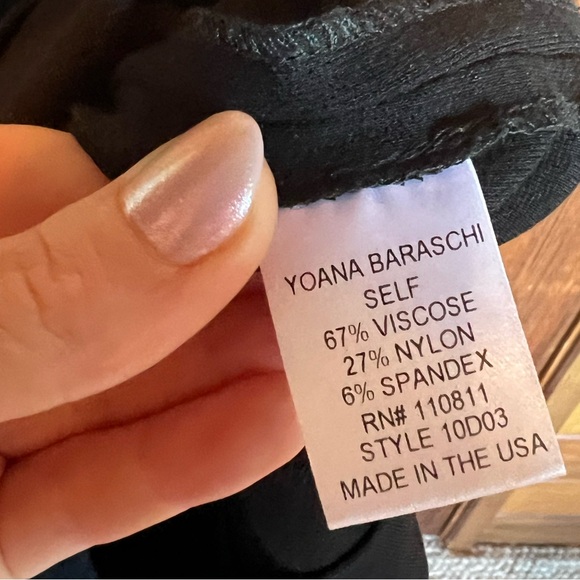 YOANA BARASCHI
SELF
67% VISCOSE
27% NYLON
6% SPANDEX
RN# 110811
STYLE 10D03
MADE IN THE USA